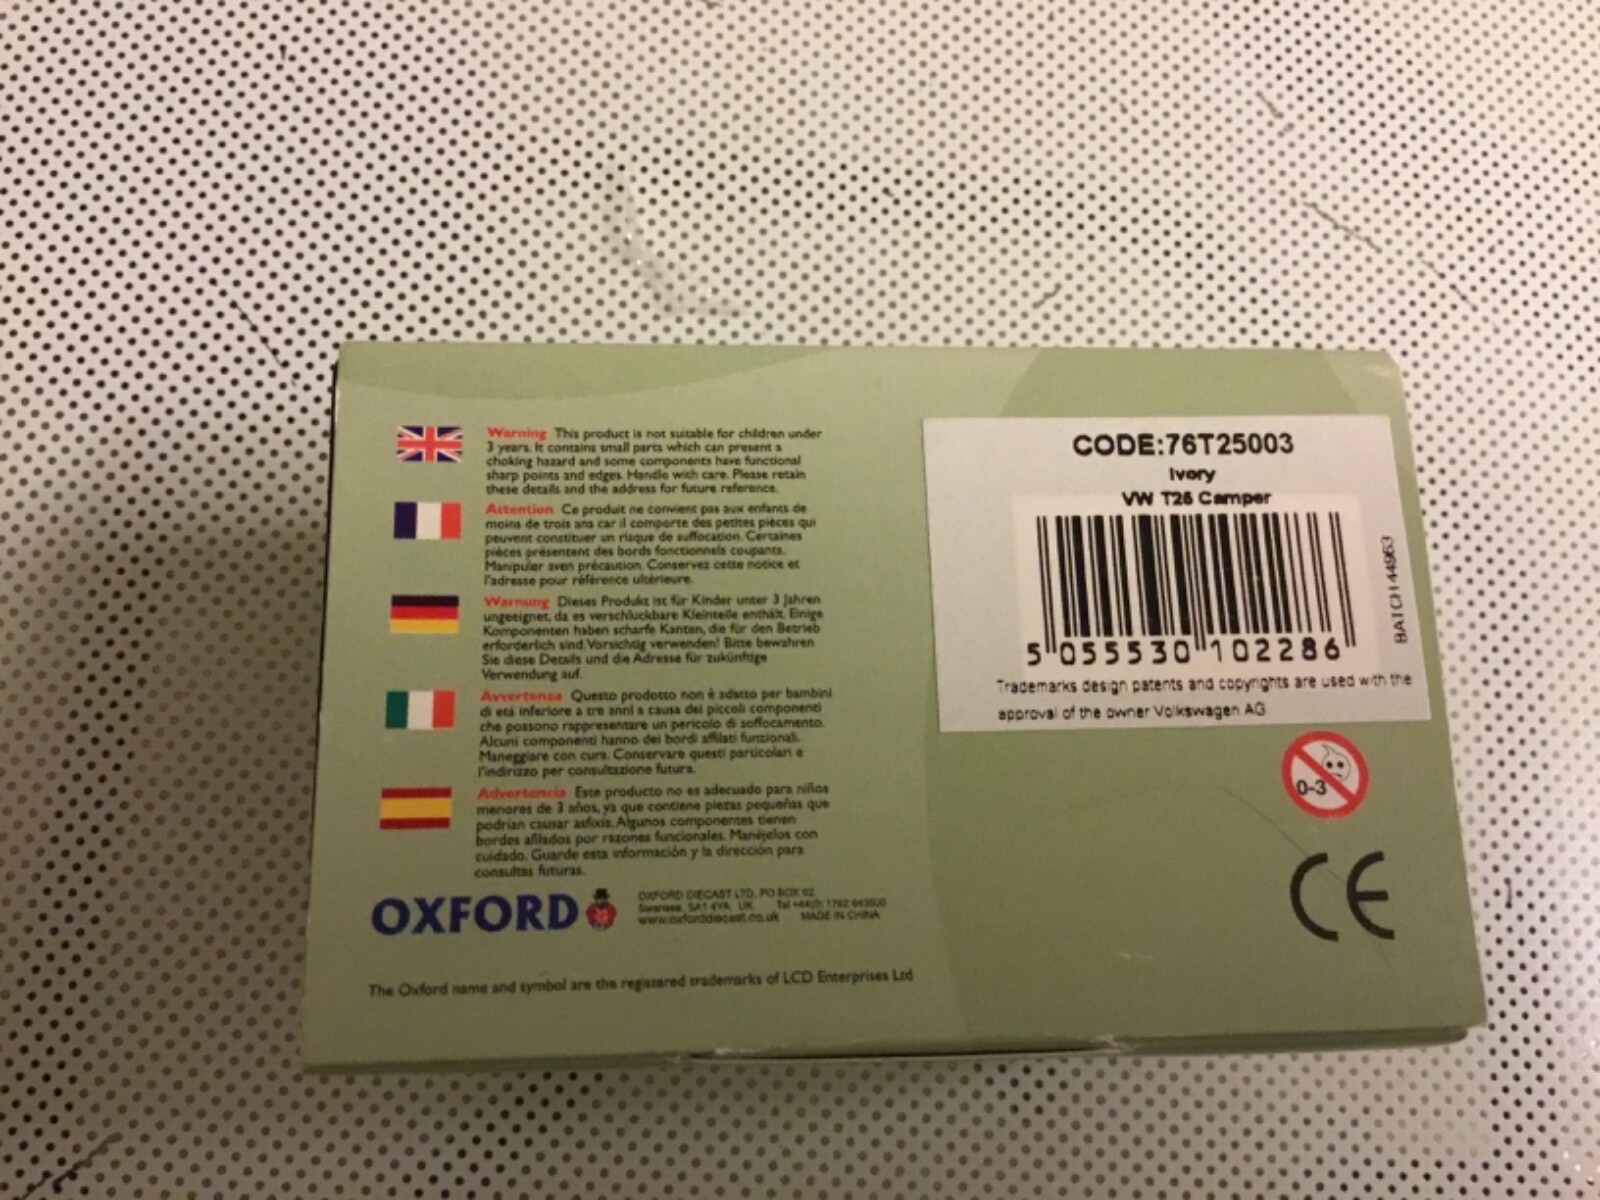 Warning This product is not suitable for children under
3 years. It contains small parts which can present a
choking hazard and some components have functional
sharp points and edges. Handle with care. Please retain
these details and the address for future reference.
Attention Ce produit ne convient pas aux enfants de
moins de trois ans car il comporte des petites pièces qui
peuvent constituer un risque de suffocation. Certaines
pièces présentent des bords fonctionnels coupants.
Manipuler aven précaution. Conservez cette notice et
l'adresse pour référence ultérieure.
Warnung Dieses Produkt ist für Kinder unter 3 Jahren
ungeeignet, da es verschluckbare Kleinteile enthält. Einige
Komponenten haben scharfe Kanten, die für den Betrieb
erforderlich sind. Vorsichtig verwenden! Bitte bewahren
Sie diese Details und die Adresse für zukünftige
Verwendung auf.
Avvertenza Questo prodotto non è adatto per bambini
di età inferiore a tre anni a causa dei piccoli componenti
che possono rappresentare un pericolo di soffocamento.
Alcuni componenti hanno dei bordi affilati funzionali.
Maneggiare con cura. Conservare questi particolari e
l'indirizzo per consultazione futura.
Advertencia Este producto no es adecuado para niños
menores de 3 años, ya que contiene piezas pequeñas que
podrían causar asfixia. Algunos componentes tienen
bordes afilados por razones funcionales. Manéjelos con
cuidado. Guarde esta información y la dirección para
consultas futuras.
OXFORD
OXFORD DIECAST LTD, PO BOX 62,
Swansea, SA1 4YA UK Tel +44(0) 1792 643500
www.oxforddiecast.co.uk MADE IN CHINA
The Oxford name and symbol are the registered trademarks of LCD Enterprises Ltd
CODE:76T25003
Ivory
VW T25 Camper
5 055530 102286
BATCH 44963
Trademarks design patents and copyrights are used with the
approval of the owner Volkswagen AG
0-3
CE